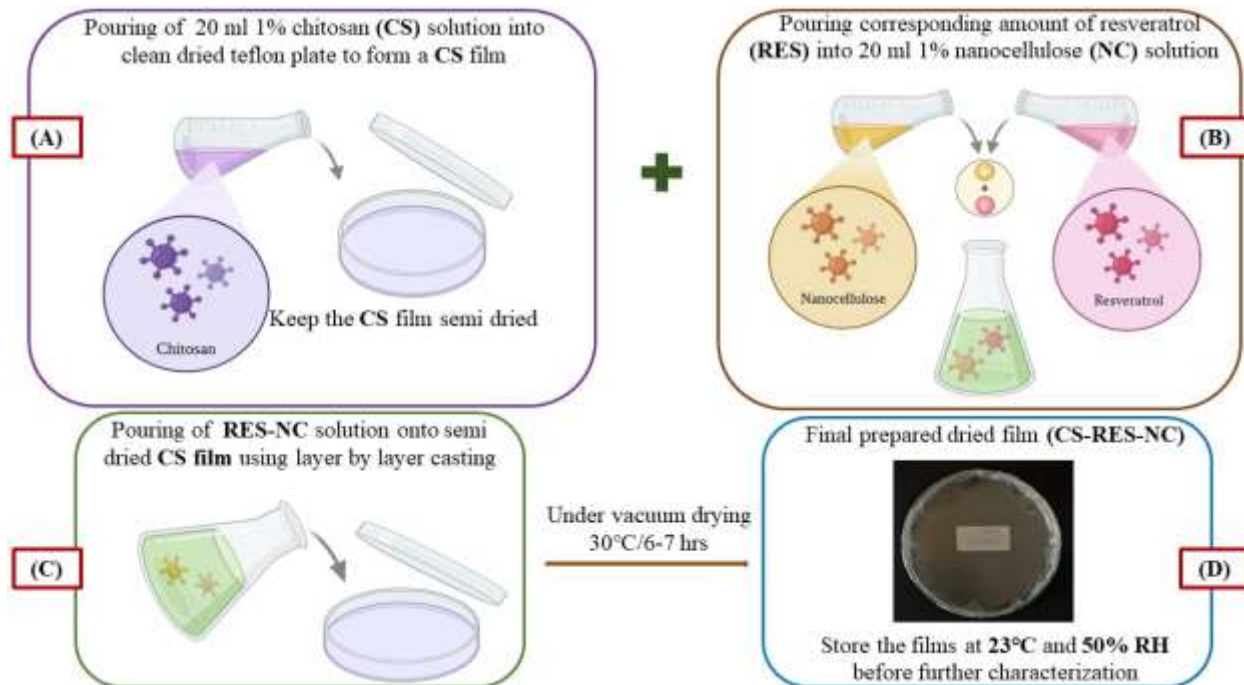 Pouring of 20 ml 1% chitosan (CS) solution into
clean dried teflon plate to form a CS film
(A)
Chitosan
Keep the CS film semi dried
Pouring corresponding amount of resveratrol
(RES) into 20 ml 1% nanocellulose (NC) solution
(B)
Nanocellulose
Resveratrol
Pouring of RES-NC solution onto semi
dried CS film using layer by layer casting
(C)
Under vacuum drying
30°C/6-7 hrs
Final prepared dried film (CS-RES-NC)
(D)
Store the films at 23°C and 50% RH
before further characterization